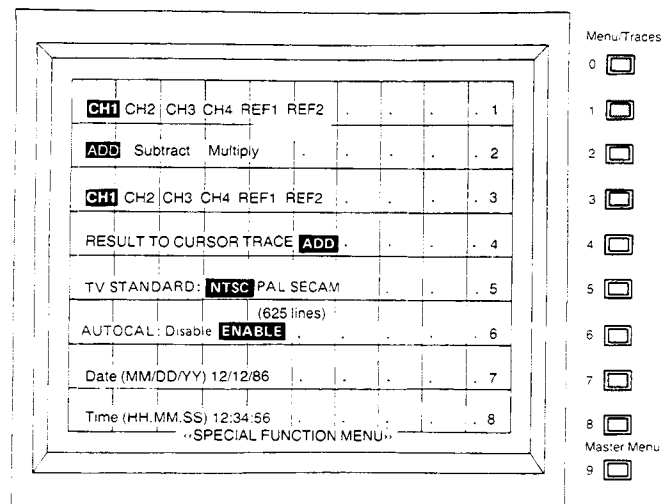 Menu/Traces
0
CH1 CH2 CH3 CH4 REF1 REF2 . . . 1
1
ADD Subtract Multiply . . . . 2
2
CH1 CH2 CH3 CH4 REF1 REF2 . . . 3
3
RESULT TO CURSOR TRACE ADD . . . 4
4
TV STANDARD: NTSC PAL SECAM . . 5
5
(625 lines)
AUTOCAL: Disable ENABLE . . . . 6
6
Date (MM/DD/YY) 12/12/86 . . . . 7
7
Time (HH.MM.SS) 12:34:56 . . . . 8
8
‹‹SPECIAL FUNCTION MENU››
Master Menu
9